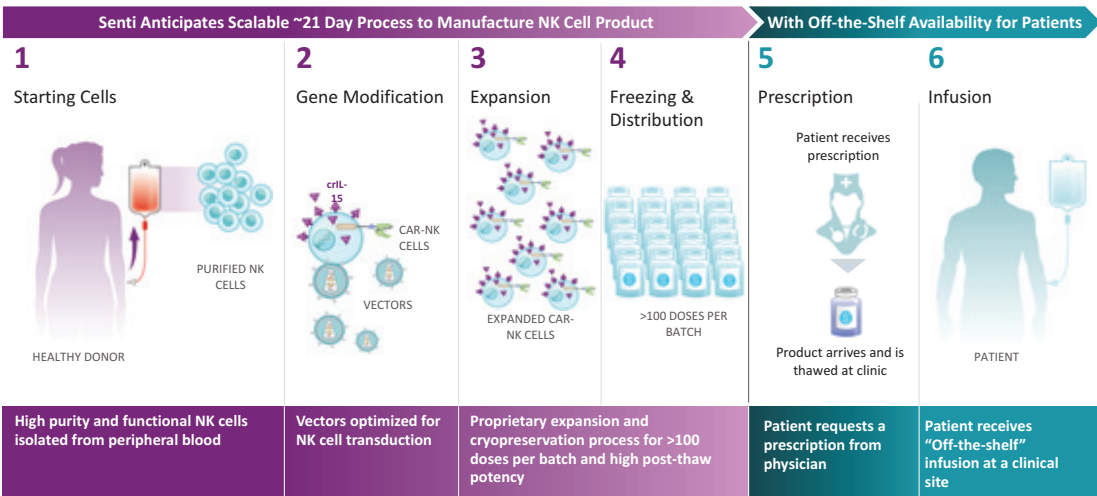 Senti Anticipates Scalable ~21 Day Process to Manufacture NK Cell Product
With Off-the-Shelf Availability for Patients
1
Starting Cells
PURIFIED NK
CELLS
HEALTHY DONOR
High purity and functional NK cells
isolated from peripheral blood
2
Gene Modification
crIL-
15
CAR-NK
CELLS
VECTORS
Vectors optimized for
NK cell transduction
3
Expansion
EXPANDED CAR-
NK CELLS
4
Freezing &
Distribution
>100 DOSES PER
BATCH
Proprietary expansion and
cryopreservation process for >100
doses per batch and high post-thaw
potency
5
Prescription
Patient receives
prescription
Product arrives and is
thawed at clinic
Patient requests a
prescription from
physician
6
Infusion
PATIENT
Patient receives
“Off-the-shelf”
infusion at a clinical
site